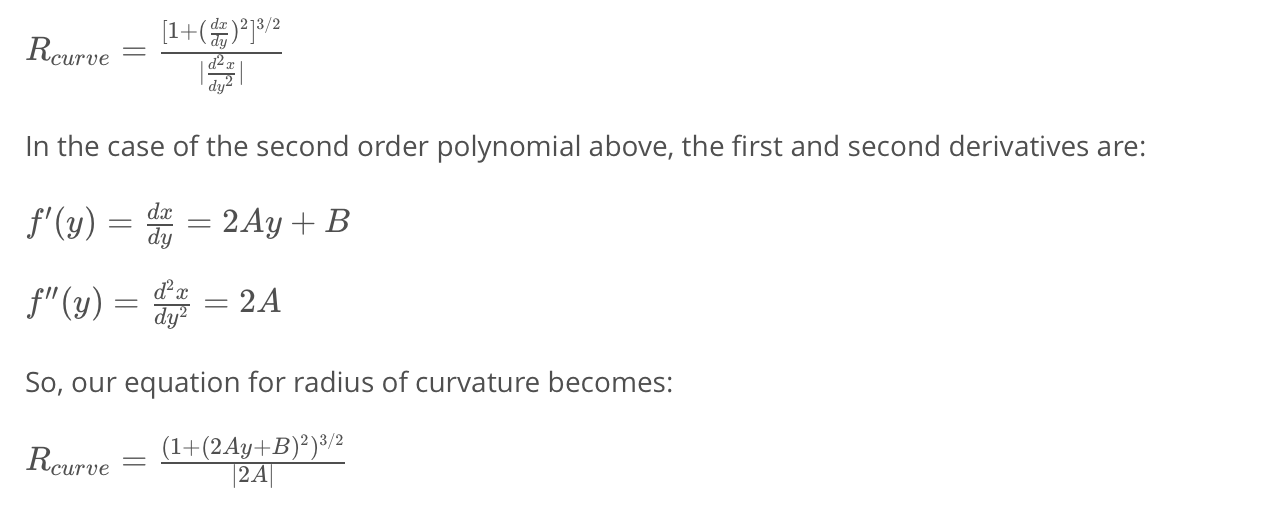 $R_{curve} = \frac{[1+(\frac{dx}{dy})^2]^{3/2}}{|\frac{d^2x}{dy^2}|}$
In the case of the second order polynomial above, the first and second derivatives are:
$f'(y) = \frac{dx}{dy} = 2Ay + B$
$f''(y) = \frac{d^2x}{dy^2} = 2A$
So, our equation for radius of curvature becomes:
$R_{curve} = \frac{(1+(2Ay+B)^2)^{3/2}}{|2A|}$